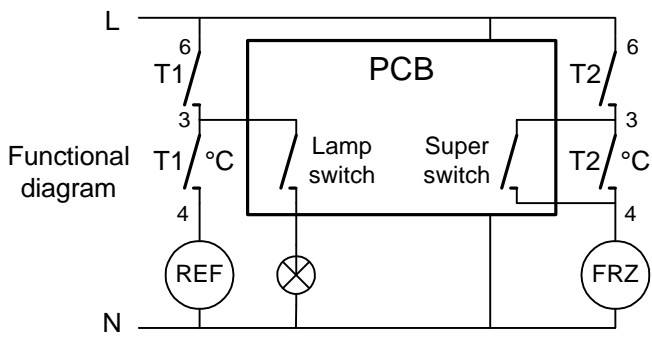 L
6
6
T1
PCB
T2
3
3
Functional
diagram
T1 °C
Lamp
switch
Super
switch
T2 °C
4
4
REF
FRZ
N